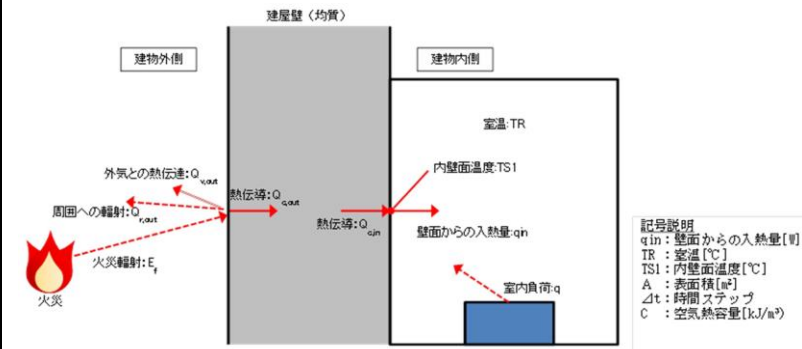 建屋壁（均質）
建物外側
建物内側
室温:TR
内壁面温度:TS1
外気との熱伝達:Qv,out
熱伝導:Qc,out
周囲への輻射:Qr,out
熱伝導:Qc,in
壁面からの入熱量:qin
火災輻射:Ef
火災
室内負荷:q
記号説明
qin：壁面からの入熱量[W]
TR ：室温[℃]
TS1：内壁面温度[℃]
A ：表面積[㎡]
⊿t：時間ステップ
C ：空気熱容量[kJ/m³)